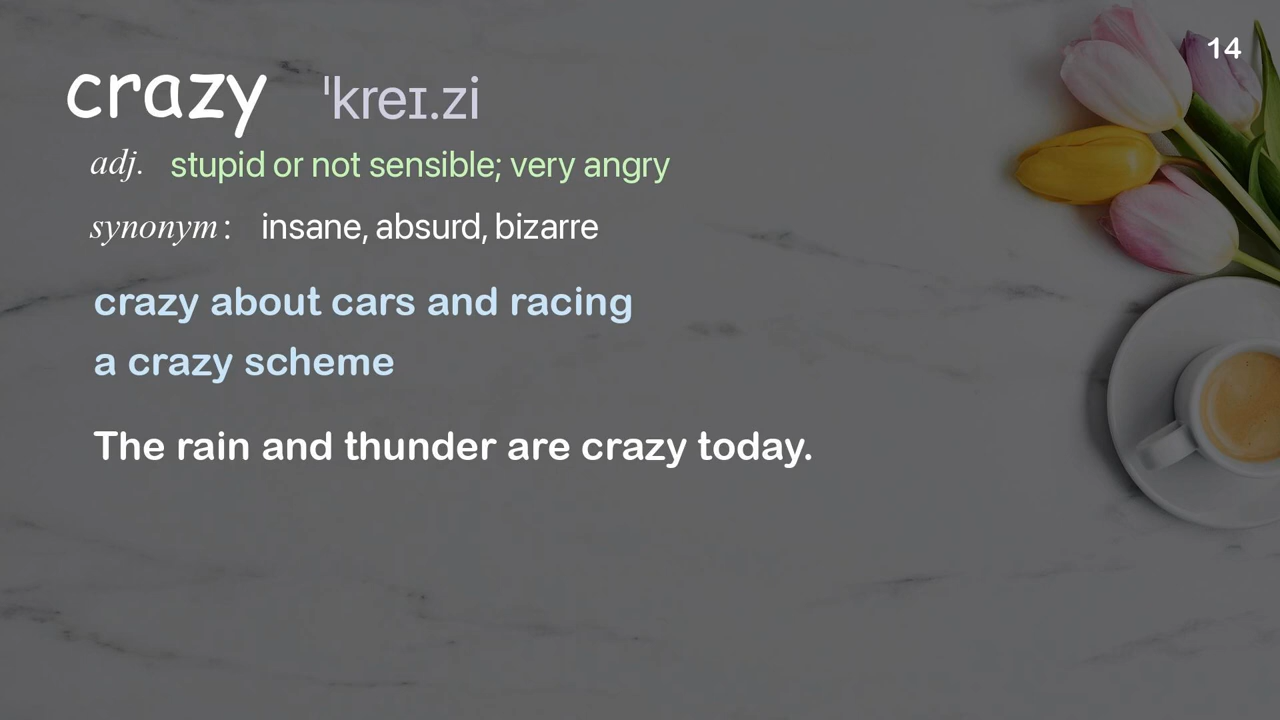 14
crazy ˈkreɪ.zi
adj. stupid or not sensible; very angry
synonym: insane, absurd, bizarre
crazy about cars and racing
a crazy scheme
The rain and thunder are crazy today.